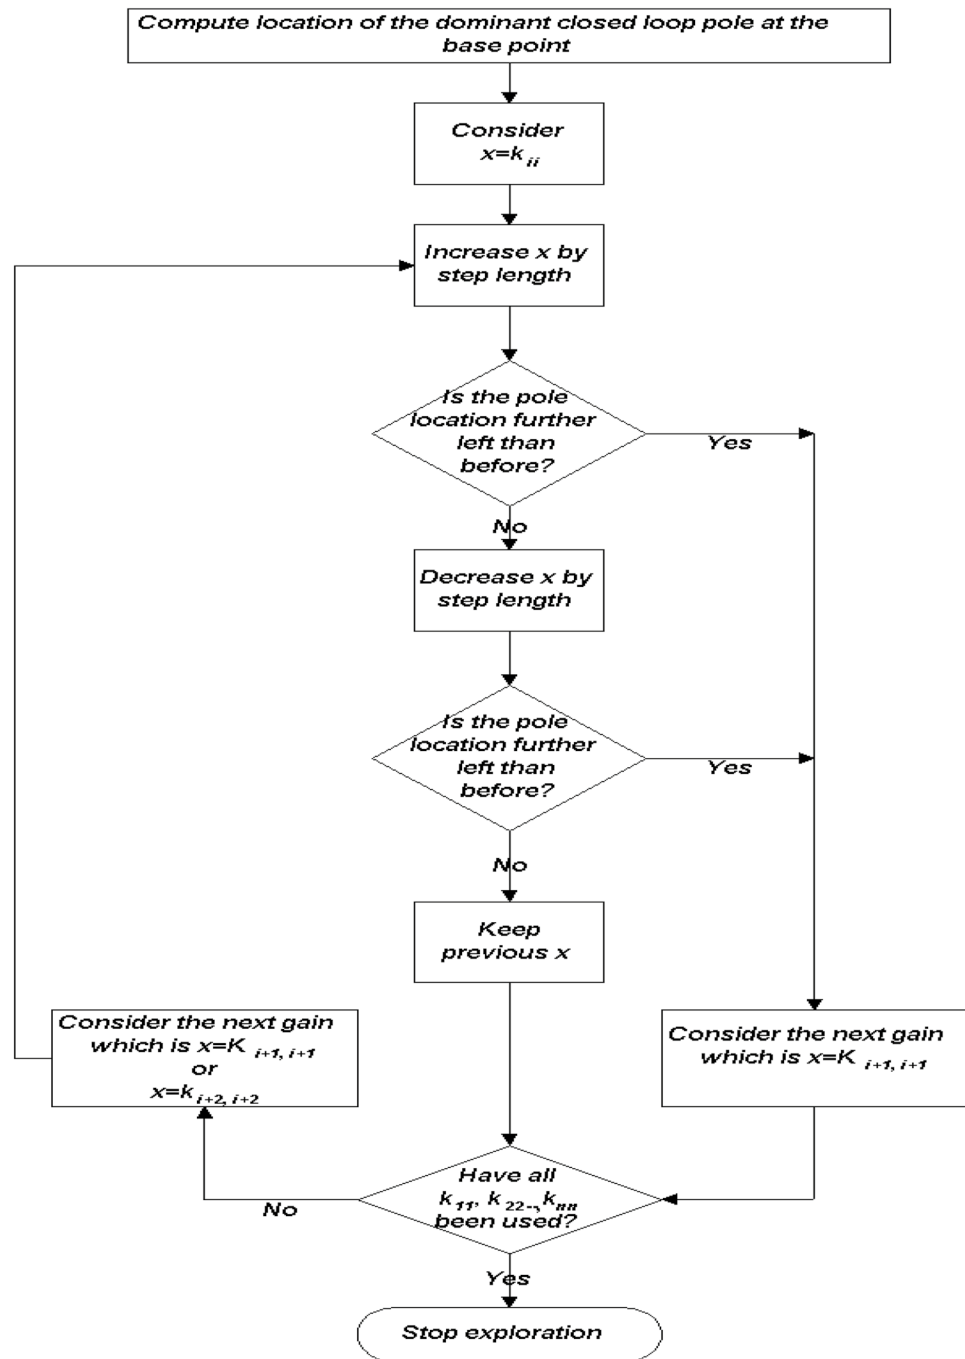 Compute location of the dominant closed loop pole at the
base point
Consider
x=k ii
Increase x by
step length
Is the pole
location further
left than
before?
Yes
No
Decrease x by
step length
Is the pole
location further
left than
before?
Yes
No
Keep
previous x
Consider the next gain
which is x=K i+1, i+1
or
x=k i+2, i+2
Consider the next gain
which is x=K i+1, i+1
Have all
k 11, k 22--,k nn
been used?
No
Yes
Stop exploration